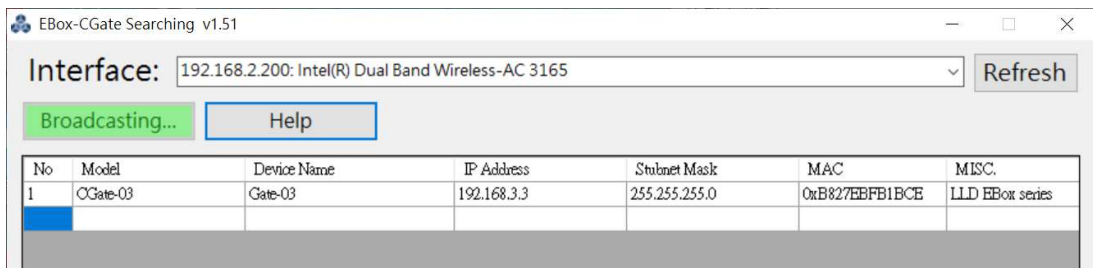 EBox-CGate Searching v1.51
Interface: 192.168.2.200: Intel(R) Dual Band Wireless-AC 3165 Refresh
Broadcasting... Help
No Model Device Name IP Address Stubnet Mask MAC MISC.
1 CGate-03 Gate-03 192.168.3.3 255.255.255.0 0xB827EBFB1BCE LLD EBox series